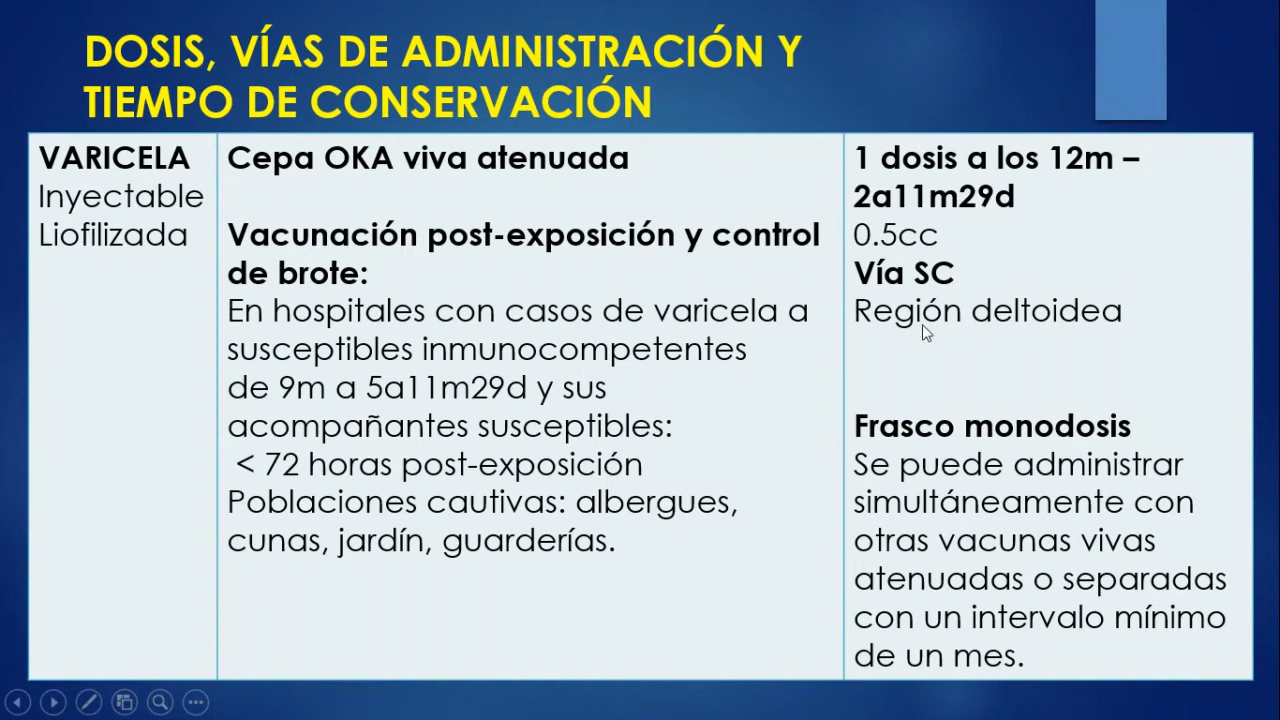 DOSIS, VÍAS DE ADMINISTRACIÓN Y
TIEMPO DE CONSERVACIÓN
VARICELA
Inyectable
Liofilizada
Cepa OKA viva atenuada
Vacunación post-exposición y control
de brote:
En hospitales con casos de varicela a
susceptibles inmunocompetentes
de 9m a 5a11m29d y sus
acompañantes susceptibles:
< 72 horas post-exposición
Poblaciones cautivas: albergues,
cunas, jardín, guarderías.
1 dosis a los 12m –
2a11m29d
0.5cc
Vía SC
Región deltoidea
Frasco monodosis
Se puede administrar
simultáneamente con
otras vacunas vivas
atenuadas o separadas
con un intervalo mínimo
de un mes.